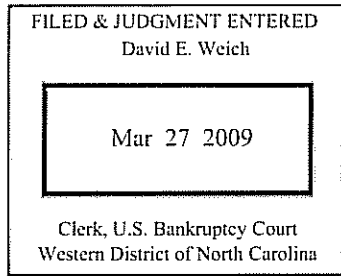 FILED & JUDGMENT ENTERED
David E. Weich
Mar 27 2009
Clerk, U.S. Bankruptcy Court
Western District of North Carolina